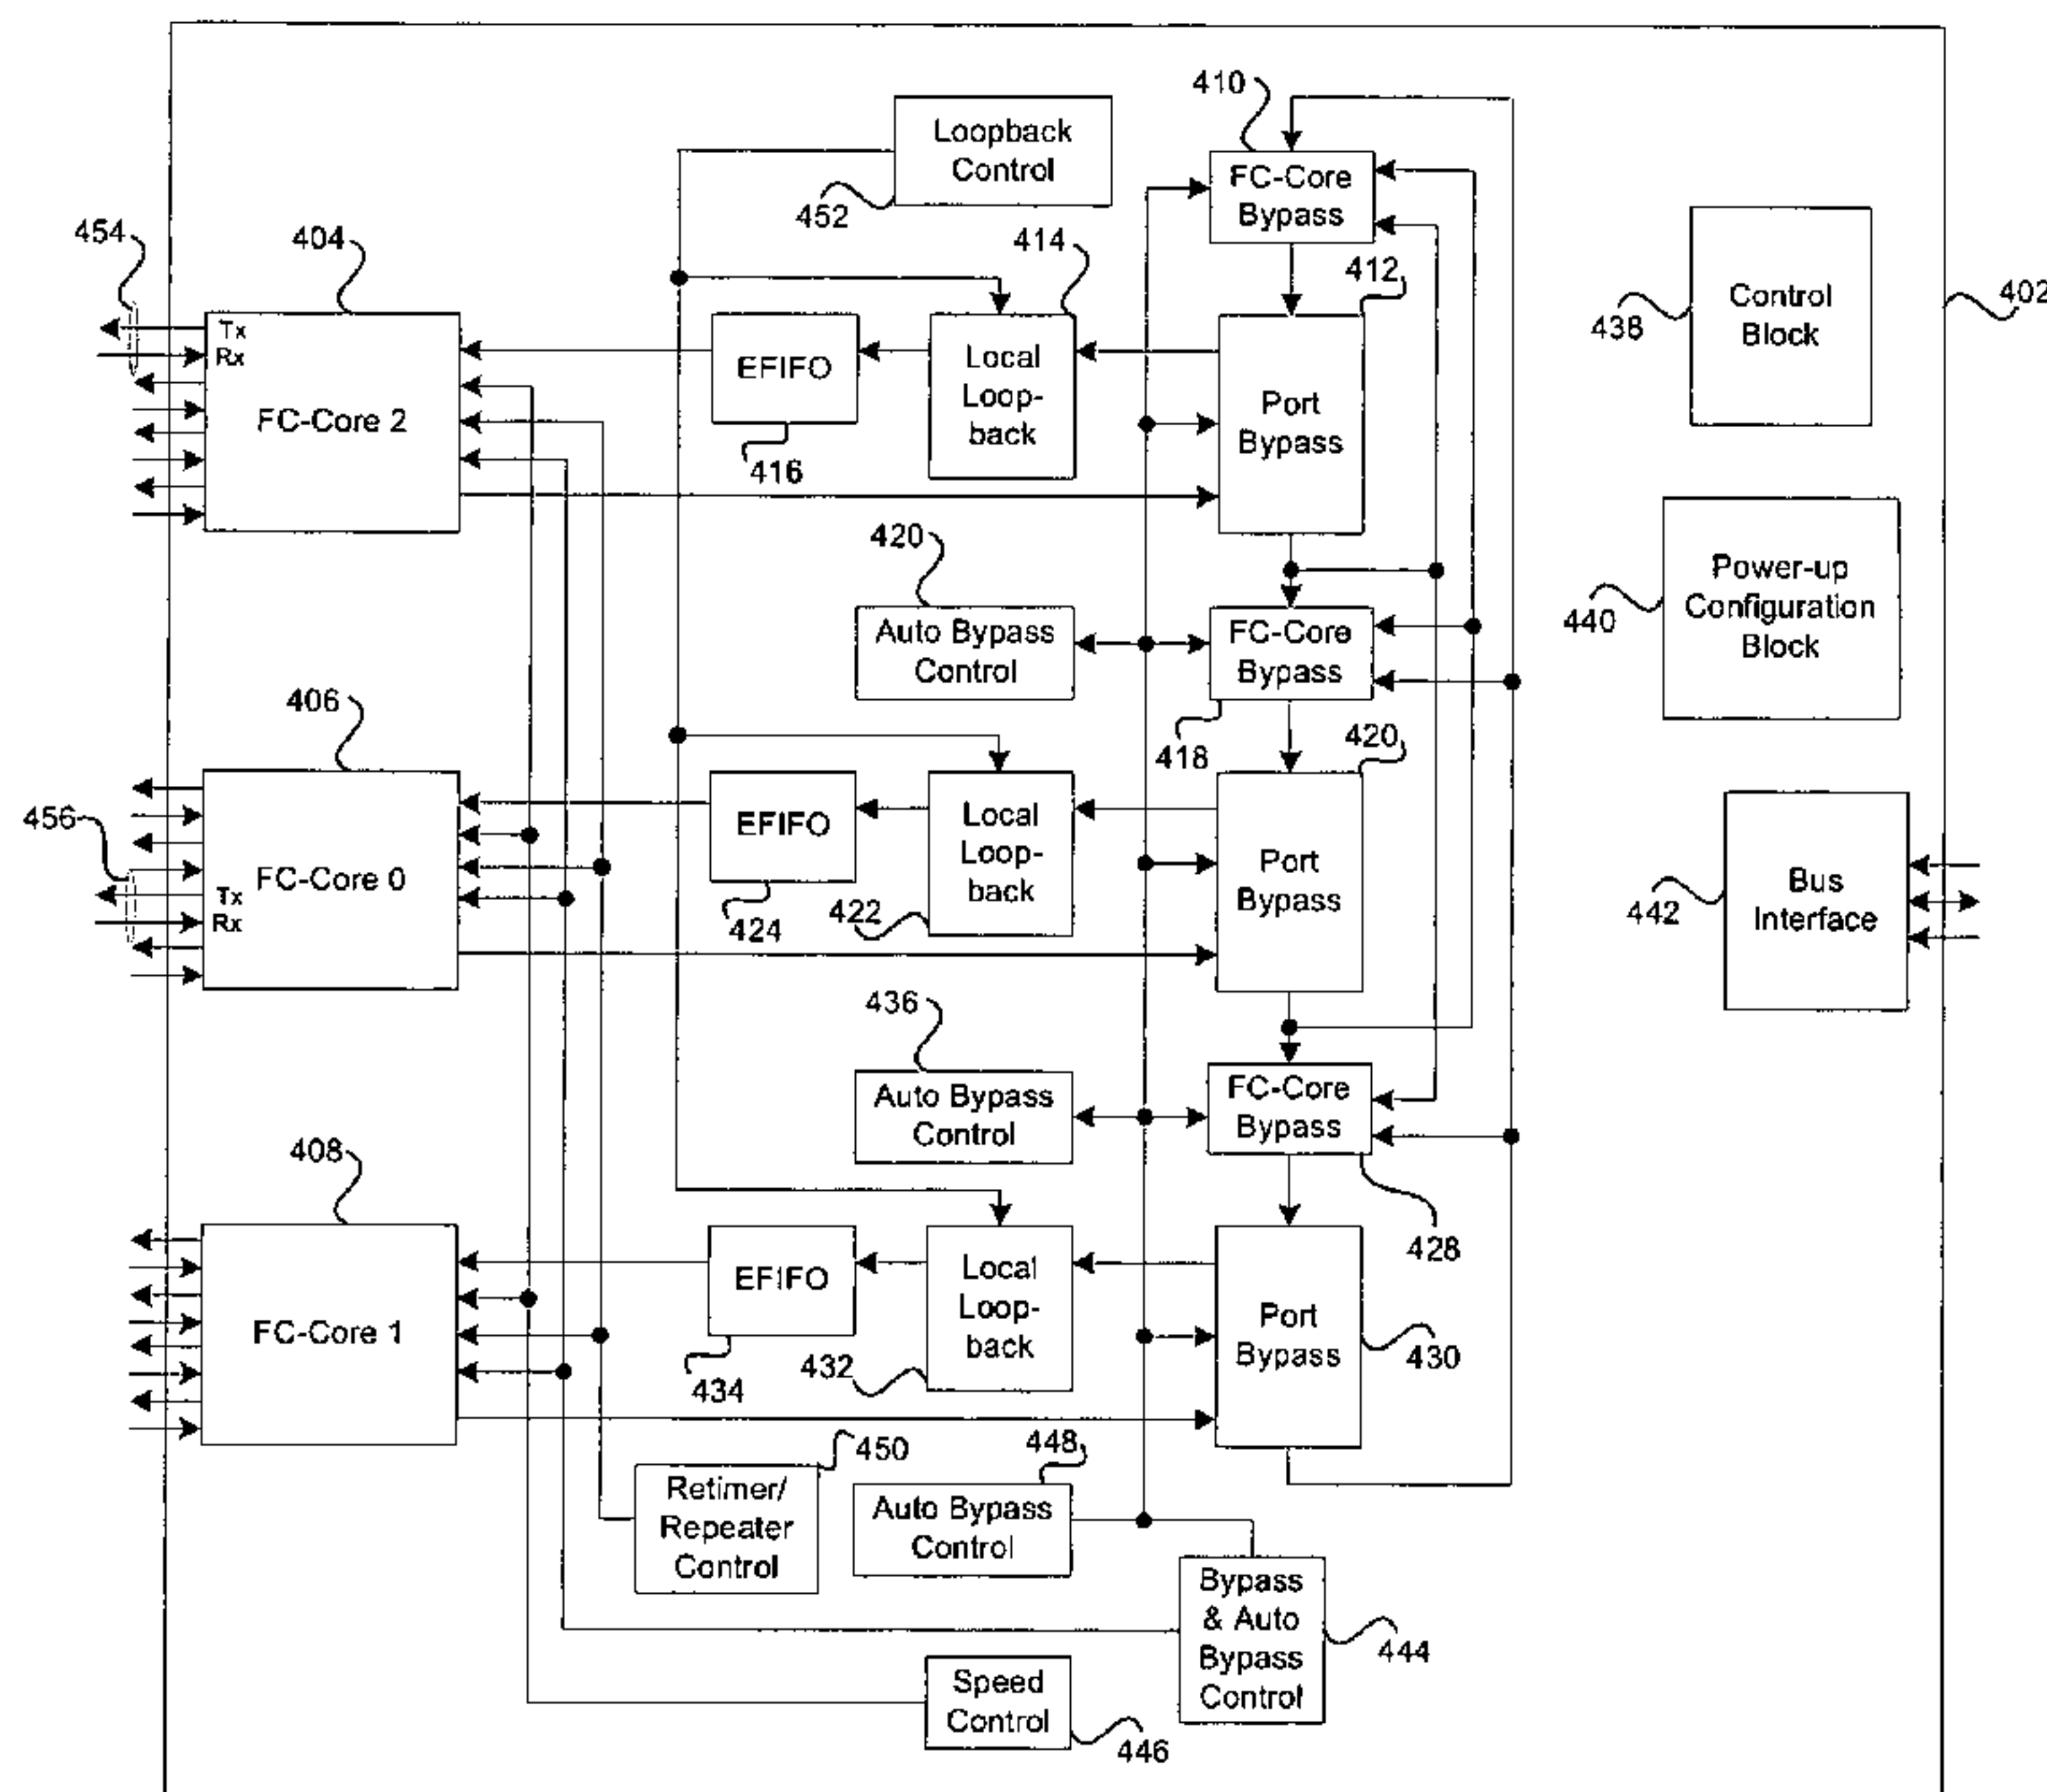 410
Loopback
Control
452
FC-Core
Bypass
454
404
414
412
Control
Block
438
402
Tx
Rx
FC-Core 2
EFIFO
416
Local
Loop-
back
Port
Bypass
420
Auto Bypass
Control
FC-Core
Bypass
418
Power-up
Configuration
Block
440
406
420
456
FC-Core 0
Tx
Rx
EFIFO
424
Local
Loop-
back
422
Port
Bypass
Bus
Interface
442
436
Auto Bypass
Control
FC-Core
Bypass
428
408
FC-Core 1
EFIFO
434
Local
Loop-
back
432
Port
Bypass
430
450
Retimer/
Repeater
Control
448
Auto Bypass
Control
Bypass
& Auto
Bypass
Control
444
Speed
Control
446